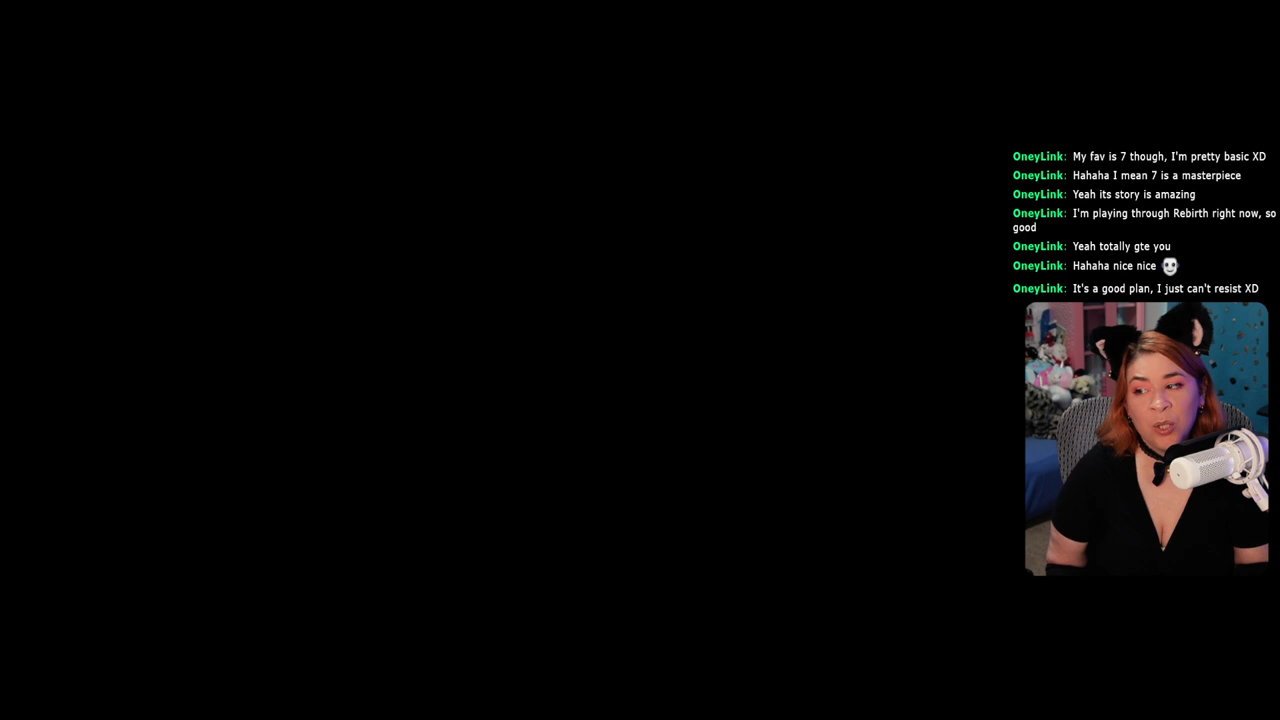 OneyLink: My fav is 7 though, I'm pretty basic XD
OneyLink: Hahaha I mean 7 is a masterpiece
OneyLink: Yeah its story is amazing
OneyLink: I'm playing through Rebirth right now, so
good
OneyLink: Yeah totally gte you
OneyLink: Hahaha nice nice
OneyLink: It's a good plan, I just can't resist XD